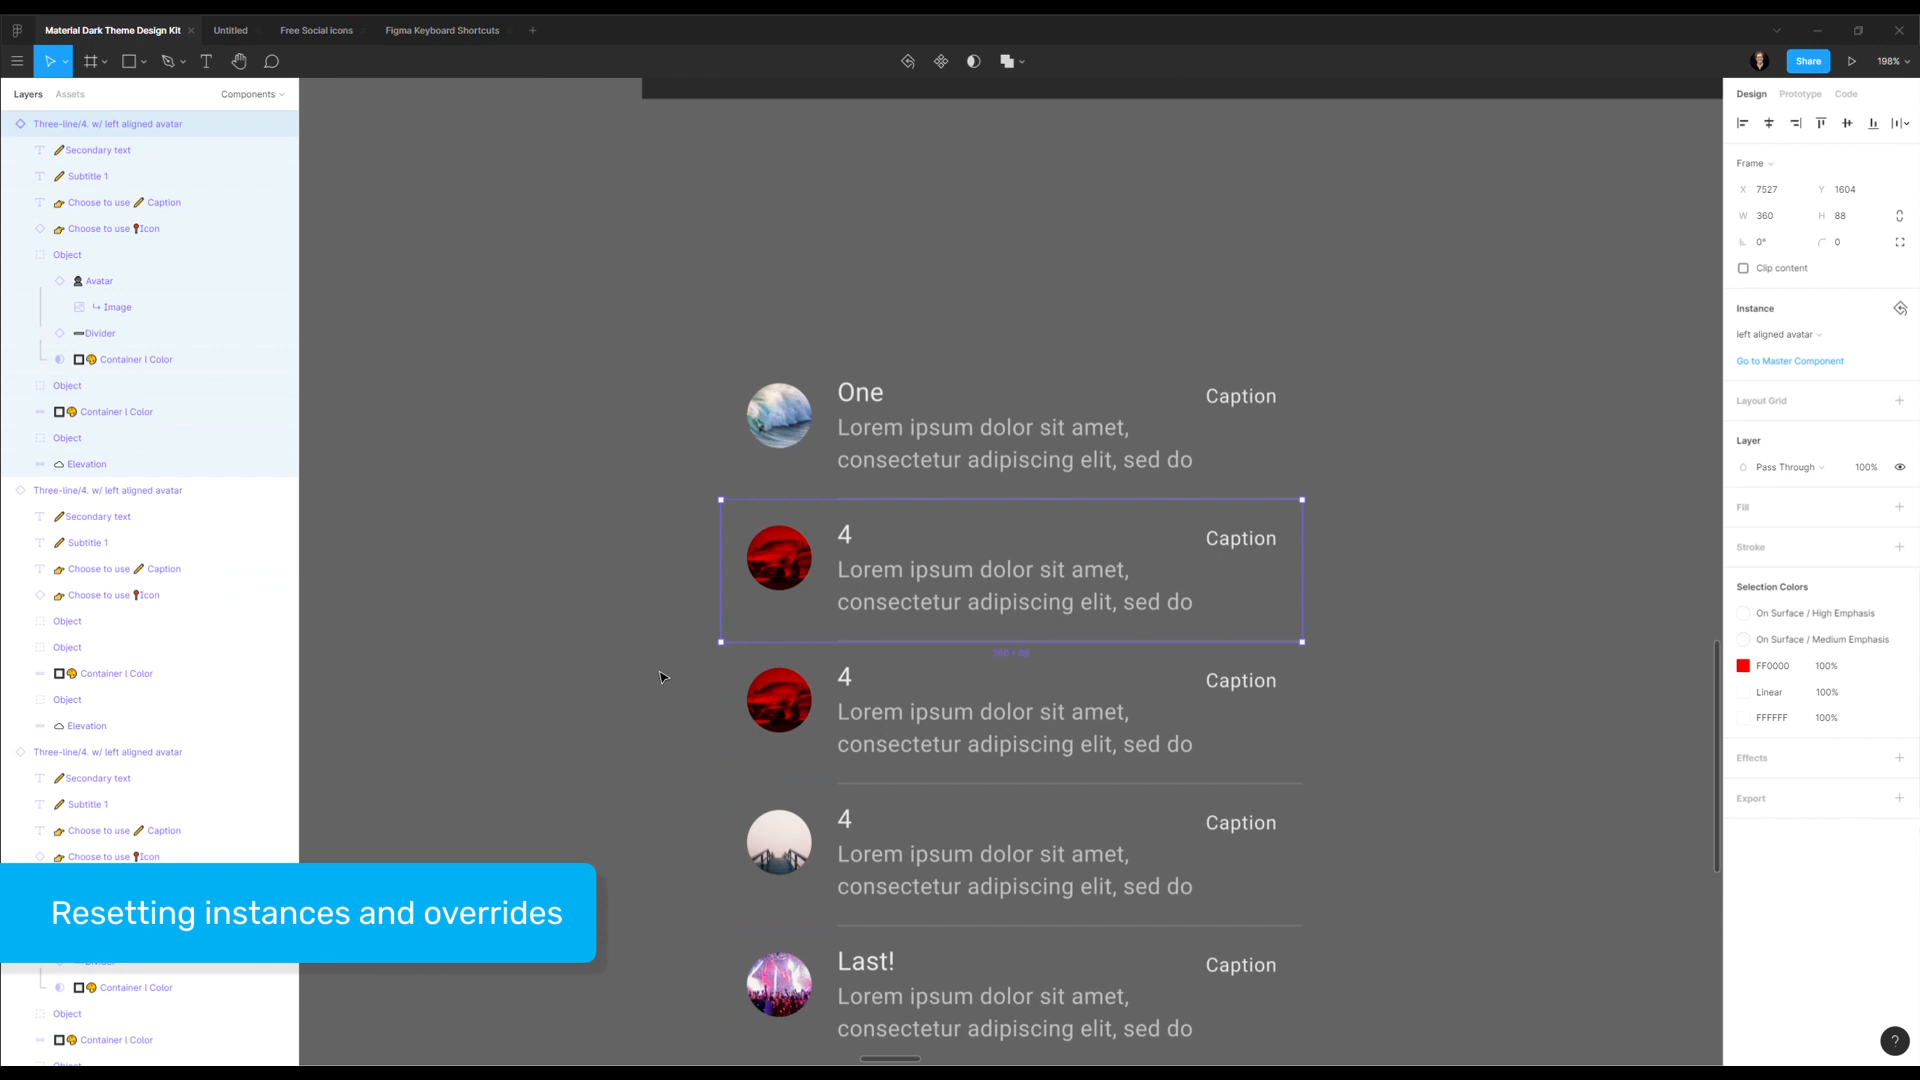 Material Dark Theme Design Kit
Untitled
Free Social icons
Figma Keyboard Shortcuts
Share
198%
Layers
Assets
Components
Three-line/4. w/ left aligned avatar
Secondary text
Subtitle 1
Choose to use Caption
Choose to use Icon
Object
Avatar
Image
Divider
Container | Color
Object
Container | Color
Object
Elevation
Three-line/4. w/ left aligned avatar
Secondary text
Subtitle 1
Choose to use Caption
Choose to use Icon
Object
Object
Container | Color
Object
Elevation
Three-line/4. w/ left aligned avatar
Secondary text
Subtitle 1
Choose to use Caption
Choose to use Icon
Container | Color
Object
Container | Color
Resetting instances and overrides
One
Caption
Lorem ipsum dolor sit amet,
consectetur adipiscing elit, sed do
4
Caption
Lorem ipsum dolor sit amet,
consectetur adipiscing elit, sed do
360 × 88
4
Caption
Lorem ipsum dolor sit amet,
consectetur adipiscing elit, sed do
4
Caption
Lorem ipsum dolor sit amet,
consectetur adipiscing elit, sed do
Last!
Caption
Lorem ipsum dolor sit amet,
consectetur adipiscing elit, sed do
Design
Prototype
Code
Frame
X 7527
Y 1604
W 360
H 88
0°
0
Clip content
Instance
left aligned avatar
Go to Master Component
Layout Grid
Layer
Pass Through
100%
Fill
Stroke
Selection Colors
On Surface / High Emphasis
On Surface / Medium Emphasis
FF0000 100%
Linear 100%
FFFFFF 100%
Effects
Export
?